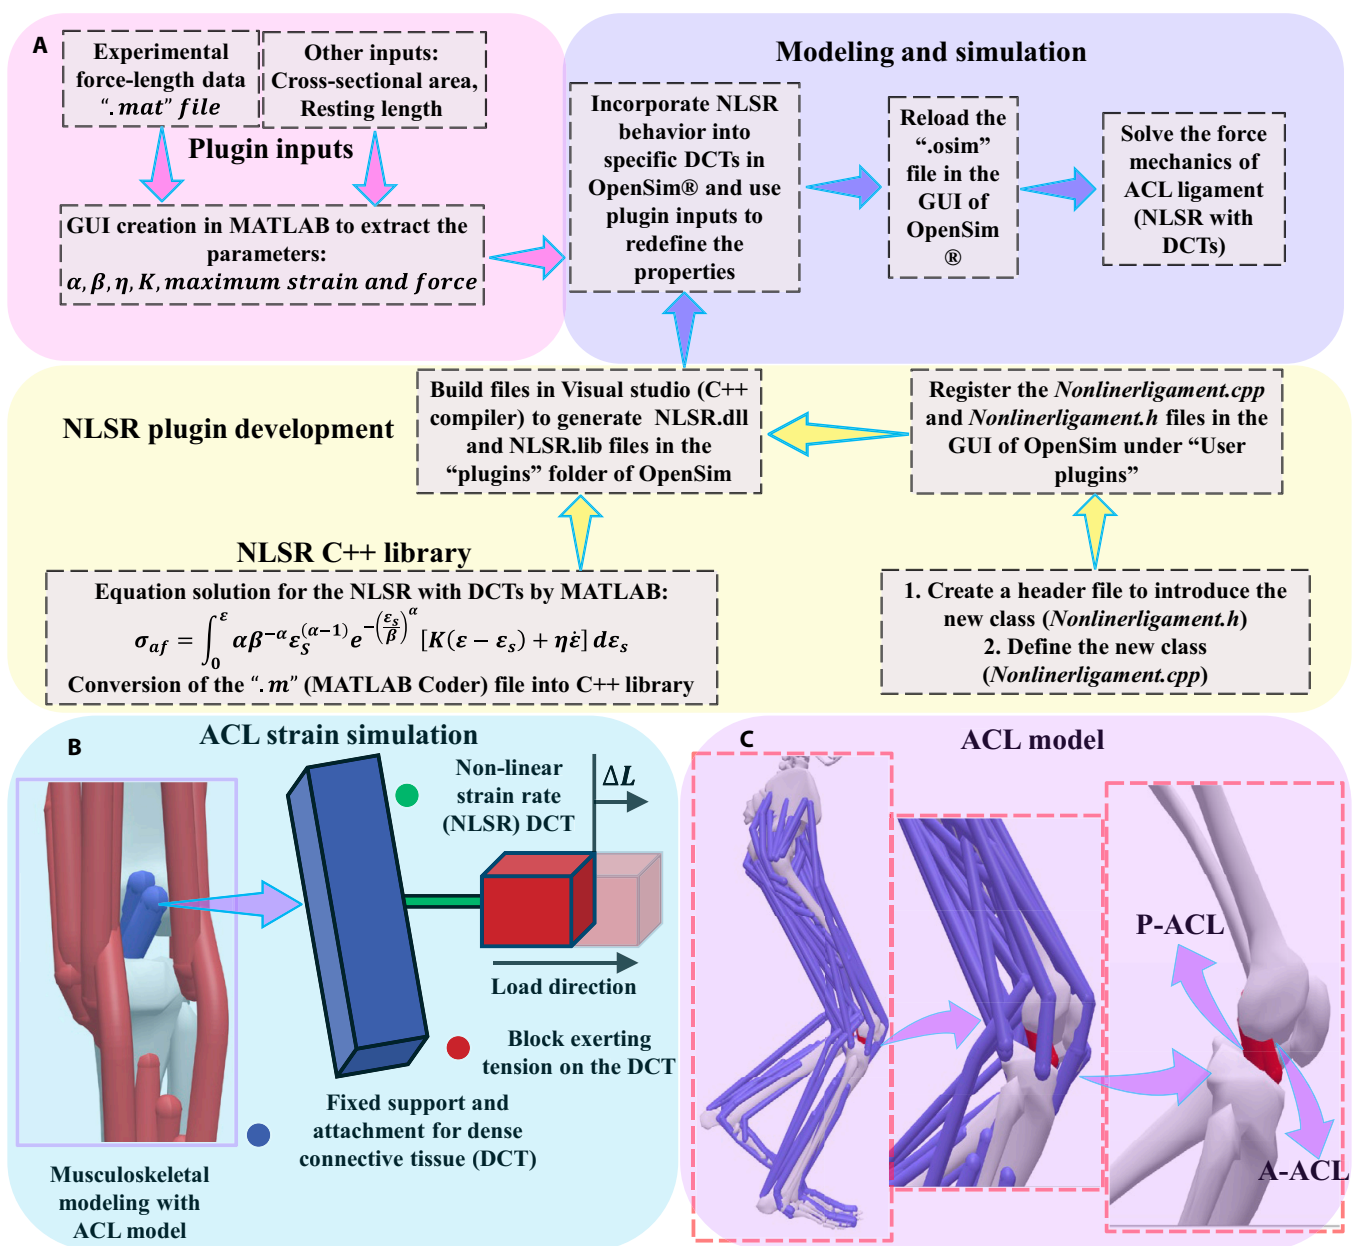 A
Experimental
force-length data
“.mat” file
Other inputs:
Cross-sectional area,
Resting length
Plugin inputs
GUI creation in MATLAB to extract the
parameters:
α, β, η, K, maximum strain and force
Modeling and simulation
Incorporate NLSR
behavior into
specific DCTs in
OpenSim® and use
plugin inputs to
redefine the
properties
Reload the
“.osim”
file in the
GUI of
OpenSim
®
Solve the force
mechanics of
ACL ligament
(NLSR with
DCTs)
NLSR plugin development
Build files in Visual studio (C++
compiler) to generate NLSR.dll
and NLSR.lib files in the
“plugins” folder of OpenSim
Register the Nonlinerligament.cpp
and Nonlinerligament.h files in the
GUI of OpenSim under “User
plugins”
NLSR C++ library
Equation solution for the NLSR with DCTs by MATLAB:
σ_af = ∫_0^ε αβ^{-α} ε_S^{(α-1)} e^{-(ε_s/β)^α} [K(ε − ε_s) + ηε̇] dε_s
Conversion of the “.m” (MATLAB Coder) file into C++ library
1. Create a header file to introduce the
new class (Nonlinerligament.h)
2. Define the new class
(Nonlinerligament.cpp)
B
ACL strain simulation
Non-linear
strain rate
(NLSR) DCT
ΔL
Load direction
Block exerting
tension on the DCT
Fixed support and
attachment for dense
connective tissue (DCT)
Musculoskeletal
modeling with
ACL model
C
ACL model
P-ACL
A-ACL